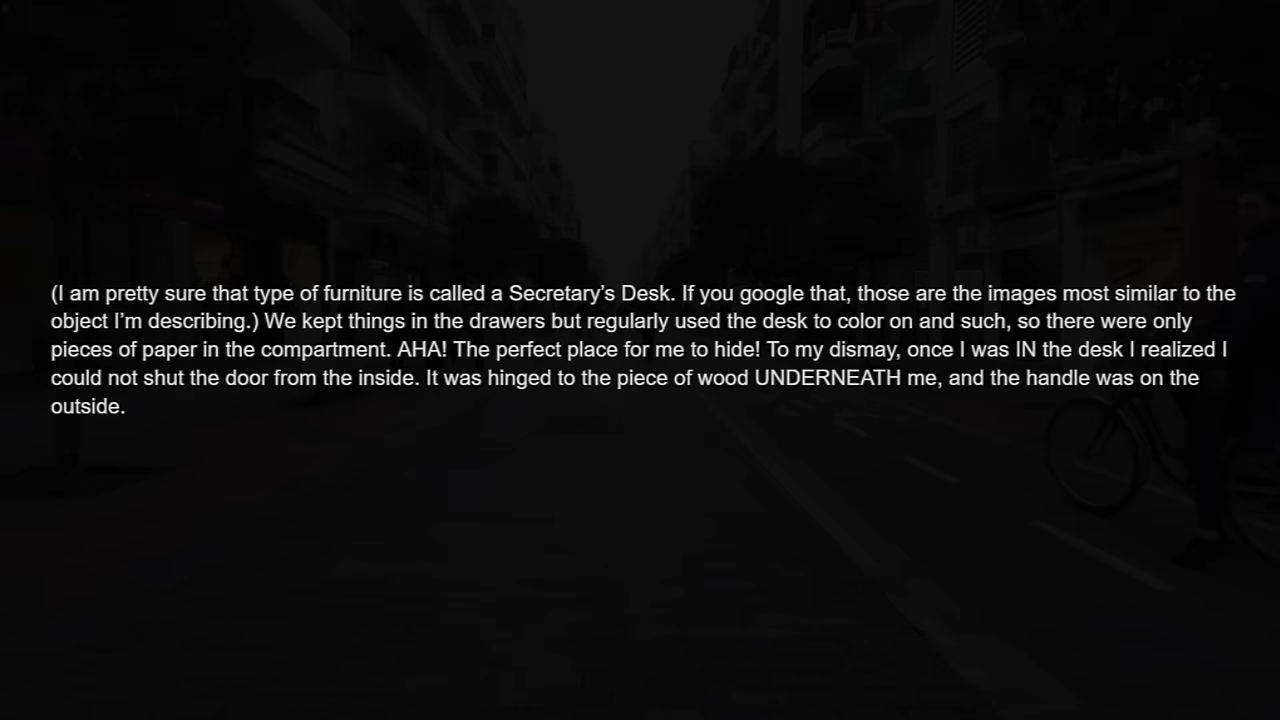 (I am pretty sure that type of furniture is called a Secretary’s Desk. If you google that, those are the images most similar to the
object I’m describing.) We kept things in the drawers but regularly used the desk to color on and such, so there were only
pieces of paper in the compartment. AHA! The perfect place for me to hide! To my dismay, once I was IN the desk I realized I
could not shut the door from the inside. It was hinged to the piece of wood UNDERNEATH me, and the handle was on the
outside.